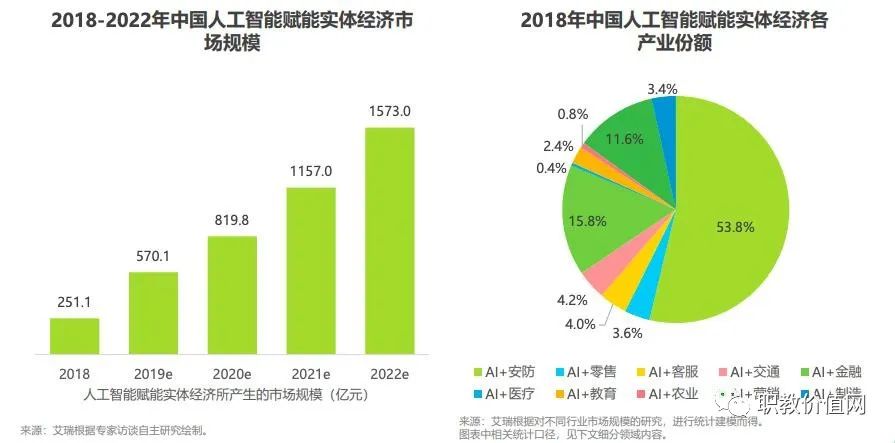 2018-2022年中国人工智能赋能实体经济市
场规模
1573.0
1157.0
819.8
570.1
251.1
2018 2019e 2020e 2021e 2022e
人工智能赋能实体经济所产生的市场规模（亿元）
来源：艾瑞根据专家访谈自主研究绘制。
2018年中国人工智能赋能实体经济各
产业份额
3.4%
0.8%
11.6%
2.4%
0.4%
15.8%
53.8%
4.2%
4.0%
3.6%
AI+安防 AI+零售 AI+客服 AI+交通 AI+金融
AI+医疗 AI+教育 AI+农业 AI+营销 AI+制造
职教价值网
来源：艾瑞根据对不同行业市场规模的研究，进行统计建模而得。
图表中相关统计口径，见下文细分领域内容。